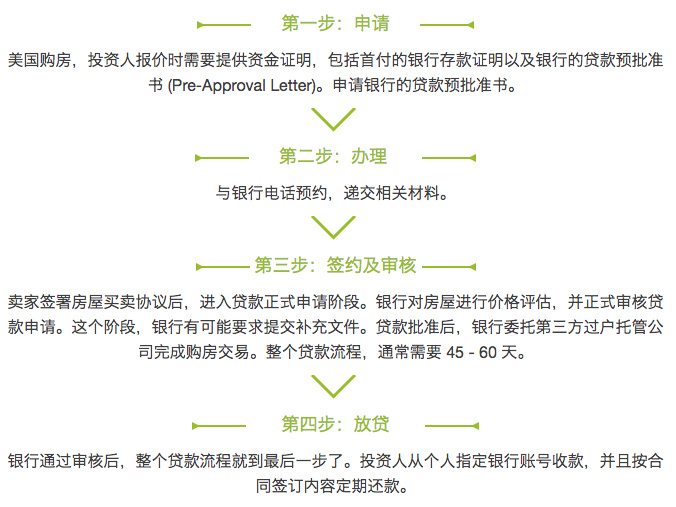 第一步：申请
美国购房，投资人报价时需要提供资金证明，包括首付的银行存款证明以及银行的贷款预批准
书 (Pre-Approval Letter)。申请银行的贷款预批准书。
第二步：办理
与银行电话预约，递交相关材料。
第三步：签约及审核
卖家签署房屋买卖协议后，进入贷款正式申请阶段。银行对房屋进行价格评估，并正式审核贷
款申请。这个阶段，银行有可能要求提交补充文件。贷款批准后，银行委托第三方过户托管公
司完成购房交易。整个贷款流程，通常需要 45 - 60 天。
第四步：放贷
银行通过审核后，整个贷款流程就到最后一步了。投资人从个人指定银行账号收款，并且按合
同签订内容定期还款。